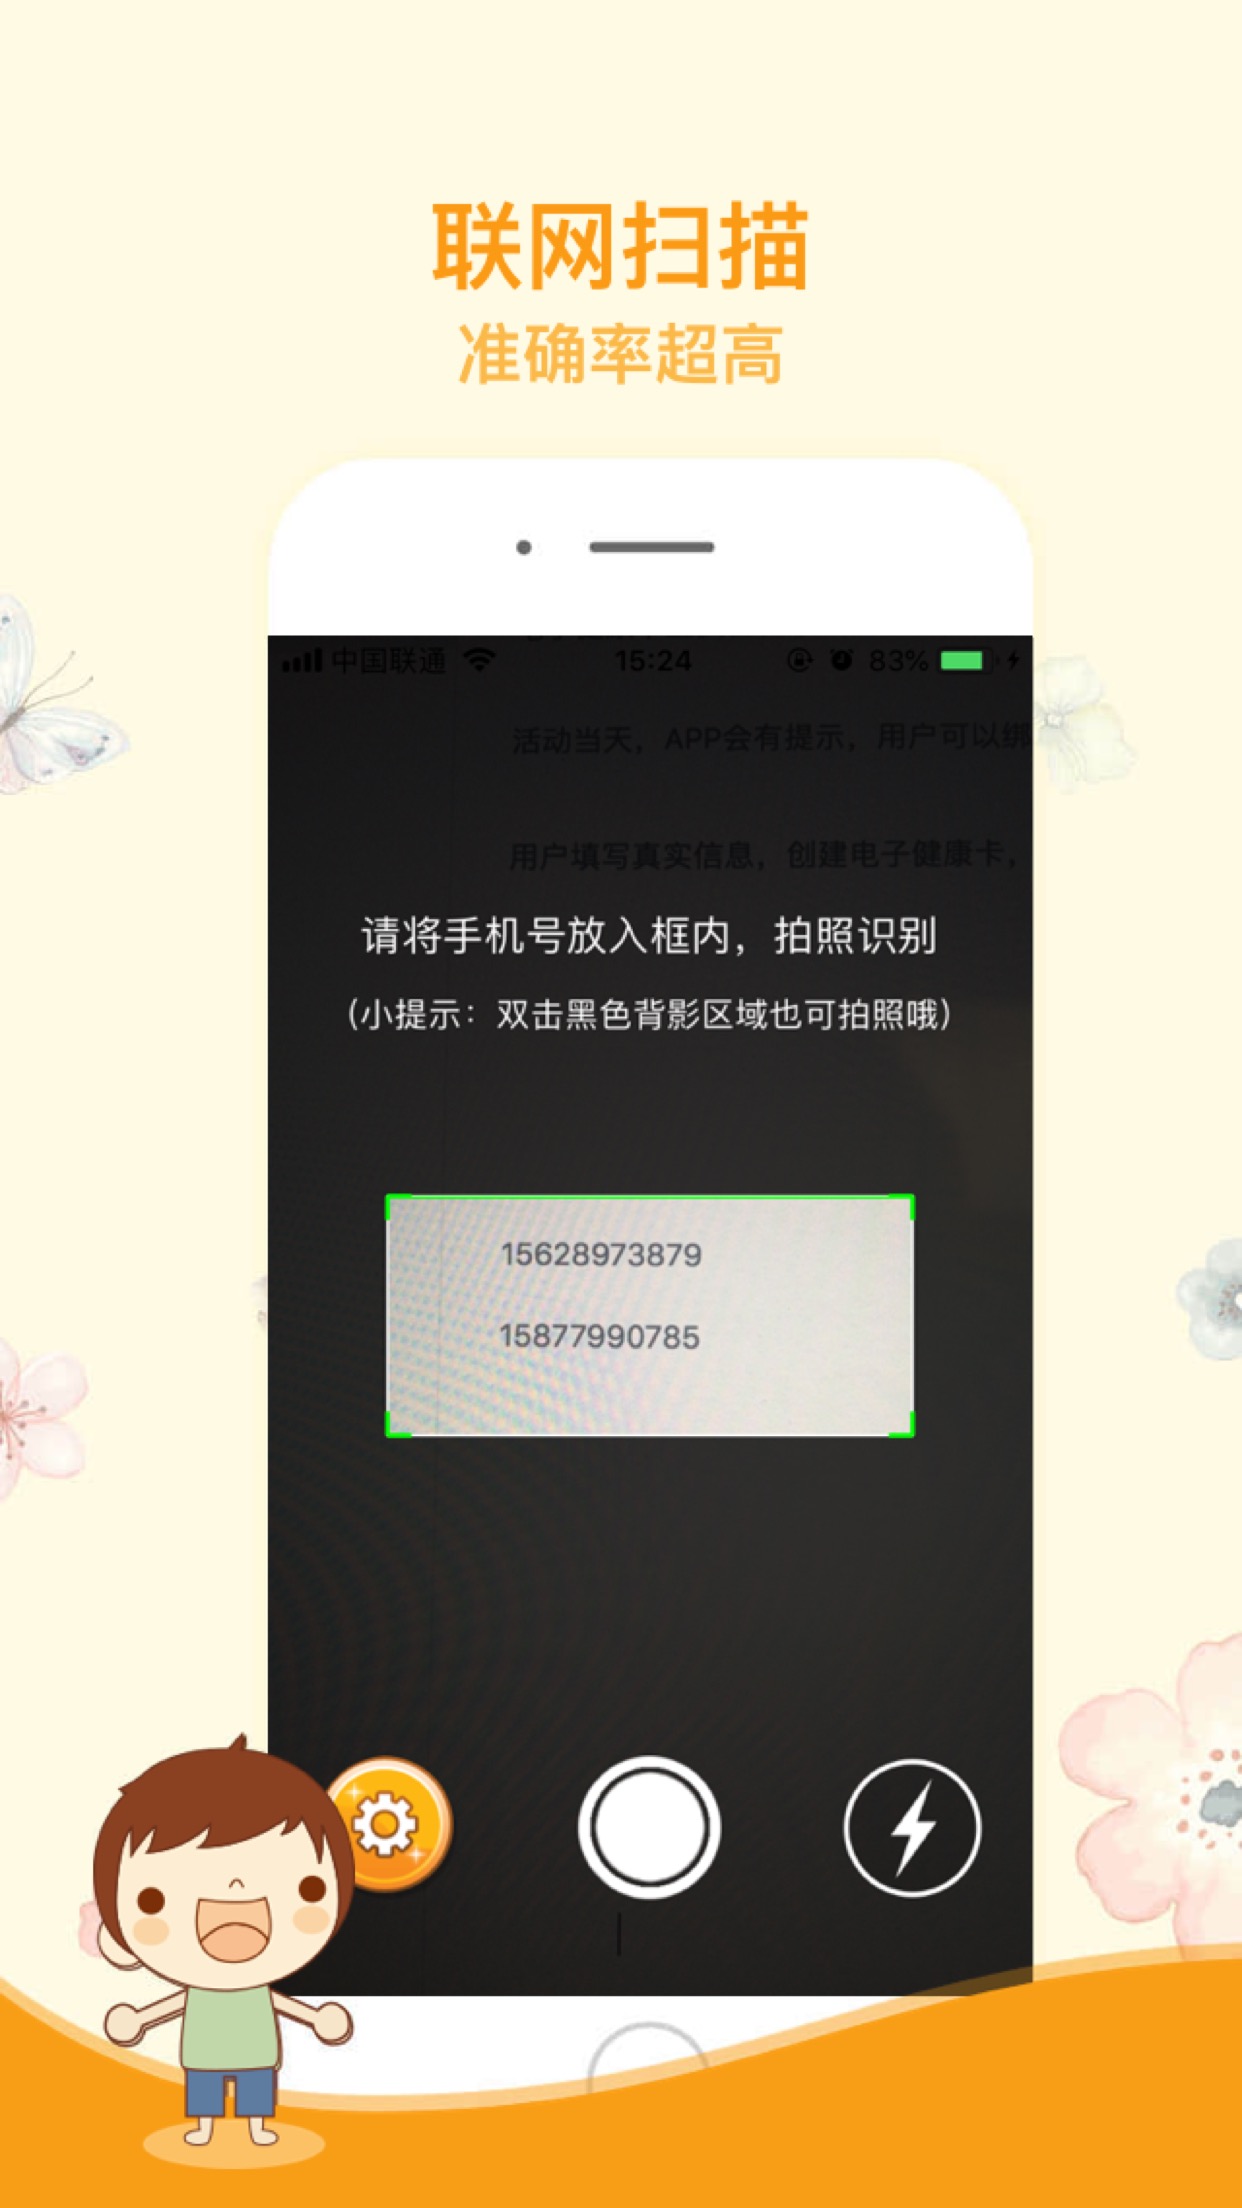 联网扫描
准确率超高
中国联通 15:24 83%
活动当天，APP会有提示，用户可以绑
用户填写真实信息，创建电子健康卡，
请将手机号放入框内，拍照识别
（小提示：双击黑色背影区域也可拍照哦）
15628973879
15877990785